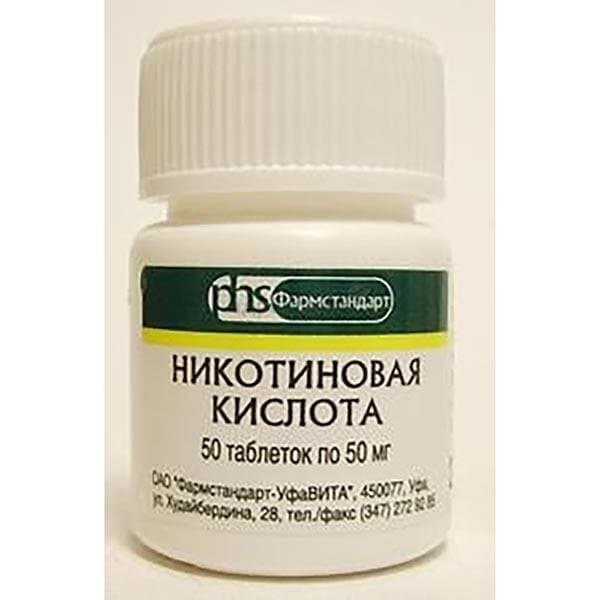 phs Фармстандарт
НИКОТИНОВАЯ
КИСЛОТА
50 таблеток по 50 мг
ОАО "Фармстандарт-УфаВИТА", 450077, Уфа,
ул. Худайбердина, 28, тел./факс (347) 272 92 85